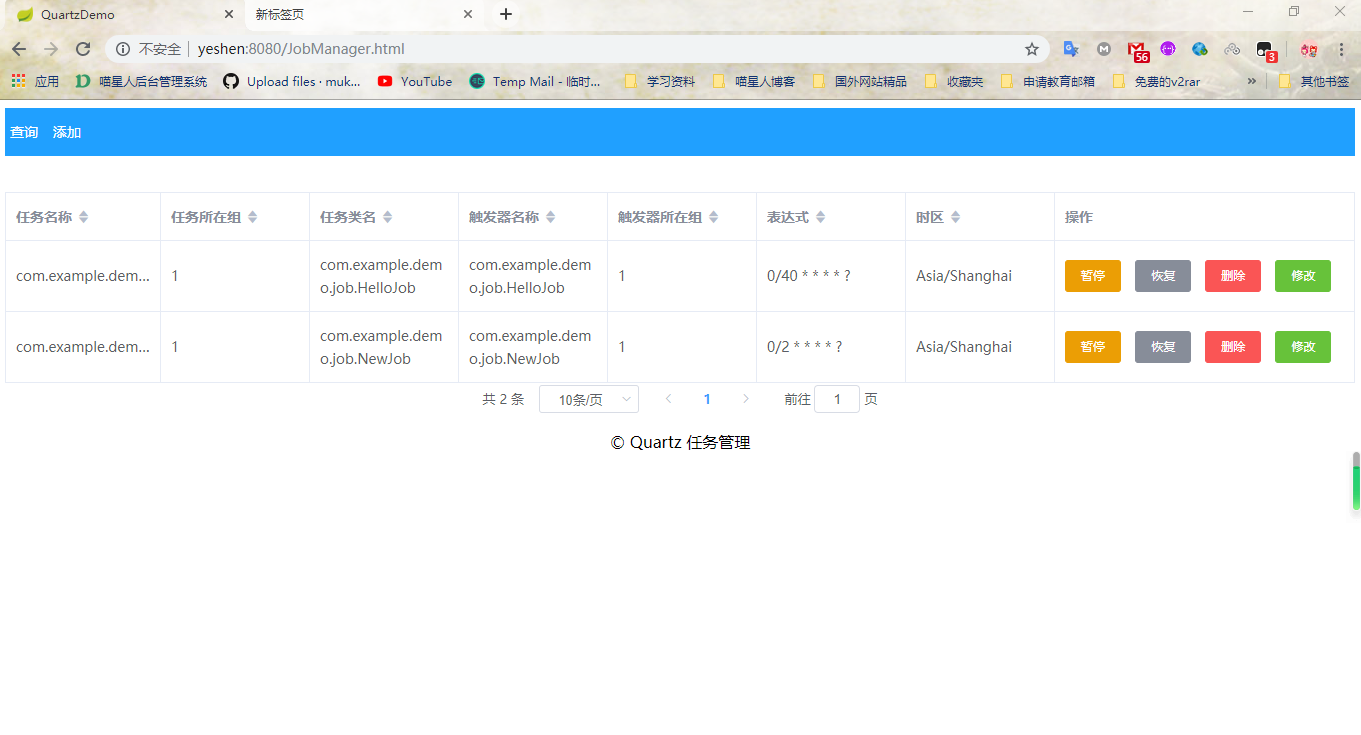 QuartzDemo
新标签页
不安全 yeshen:8080/JobManager.html
56
3
应用 喵星人后台管理系统 Upload files · muk... YouTube Temp Mail - 临时... 学习资料 喵星人博客 国外网站精品 收藏夹 申请教育邮箱 免费的v2rar » 其他书签
查询 添加
任务名称 任务所在组 任务类名 触发器名称 触发器所在组 表达式 时区 操作
com.example.dem... 1 com.example.dem com.example.dem 1 0/40 * * * * ? Asia/Shanghai 暂停 恢复 删除 修改
o.job.HelloJob o.job.HelloJob
com.example.dem... 1 com.example.dem com.example.dem 1 0/2 * * * * ? Asia/Shanghai 暂停 恢复 删除 修改
o.job.NewJob o.job.NewJob
共 2 条 10条/页 1 前往 1 页
© Quartz 任务管理